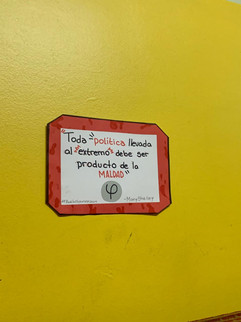 "Toda "política llevada
al "extremo" debe ser
producto de la
MALDAD"
φ